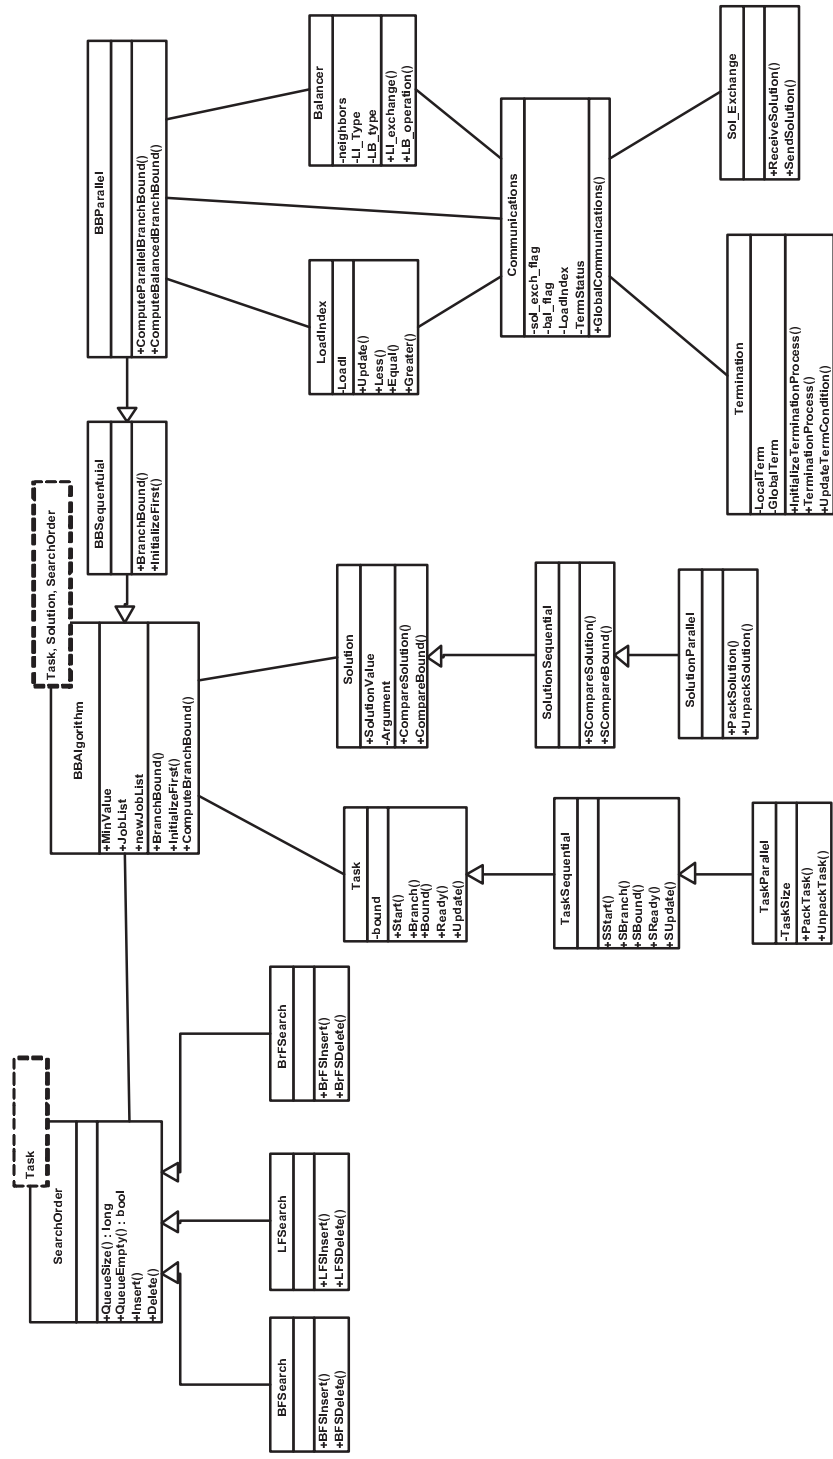 Task
SearchOrder
+QueueSize() : long
+QueueEmpty() : bool
+Insert()
+Delete()
BFSearch
+BFSInsert()
+BFSDelete()
LFSearch
+LFSInsert()
+LFSDelete()
BrFSearch
+BrFSInsert()
+BrFSDelete()
Task, Solution, SearchOrder
BBAlgorithm
+MinValue
+JobList
+newJobList
+BranchBound()
+InitializeFirst()
+ComputeBranchBound()
Task
-bound
+Start()
+Branch()
+Bound()
+Ready()
+Update()
TaskSequential
+SStart()
+SBranch()
+SBound()
+SReady()
+SUpdate()
TaskParallel
-TaskSize
+PackTask()
+UnpackTask()
Solution
+SolutionValue
-Argument
+CompareSolution()
+CompareBound()
SolutionSequential
+SCompareSolution()
+SCompareBound()
SolutionParallel
+PackSolution()
+UnpackSolution()
BBSequentuial
+BranchBound()
+InitializeFirst()
BBParallel
+ComputeParallelBranchBound()
+ComputeBalancedBranchBound()
LoadIndex
-LoadI
+Update()
+Less()
+Equal()
+Greater()
Balancer
-neighbors
-LI_Type
-LB_type
+LI_exchange()
+LB_operation()
Communications
-sol_exch_flag
-bal_flag
-LoadIndex
-TermStatus
+GlobalCommunications()
Termination
-LocalTerm
-GlobalTerm
+InitializeTerminationProcess()
+TerminationProcess()
+UpdateTermCondition()
Sol_Exchange
+ReceiveSolution()
+SendSolution()